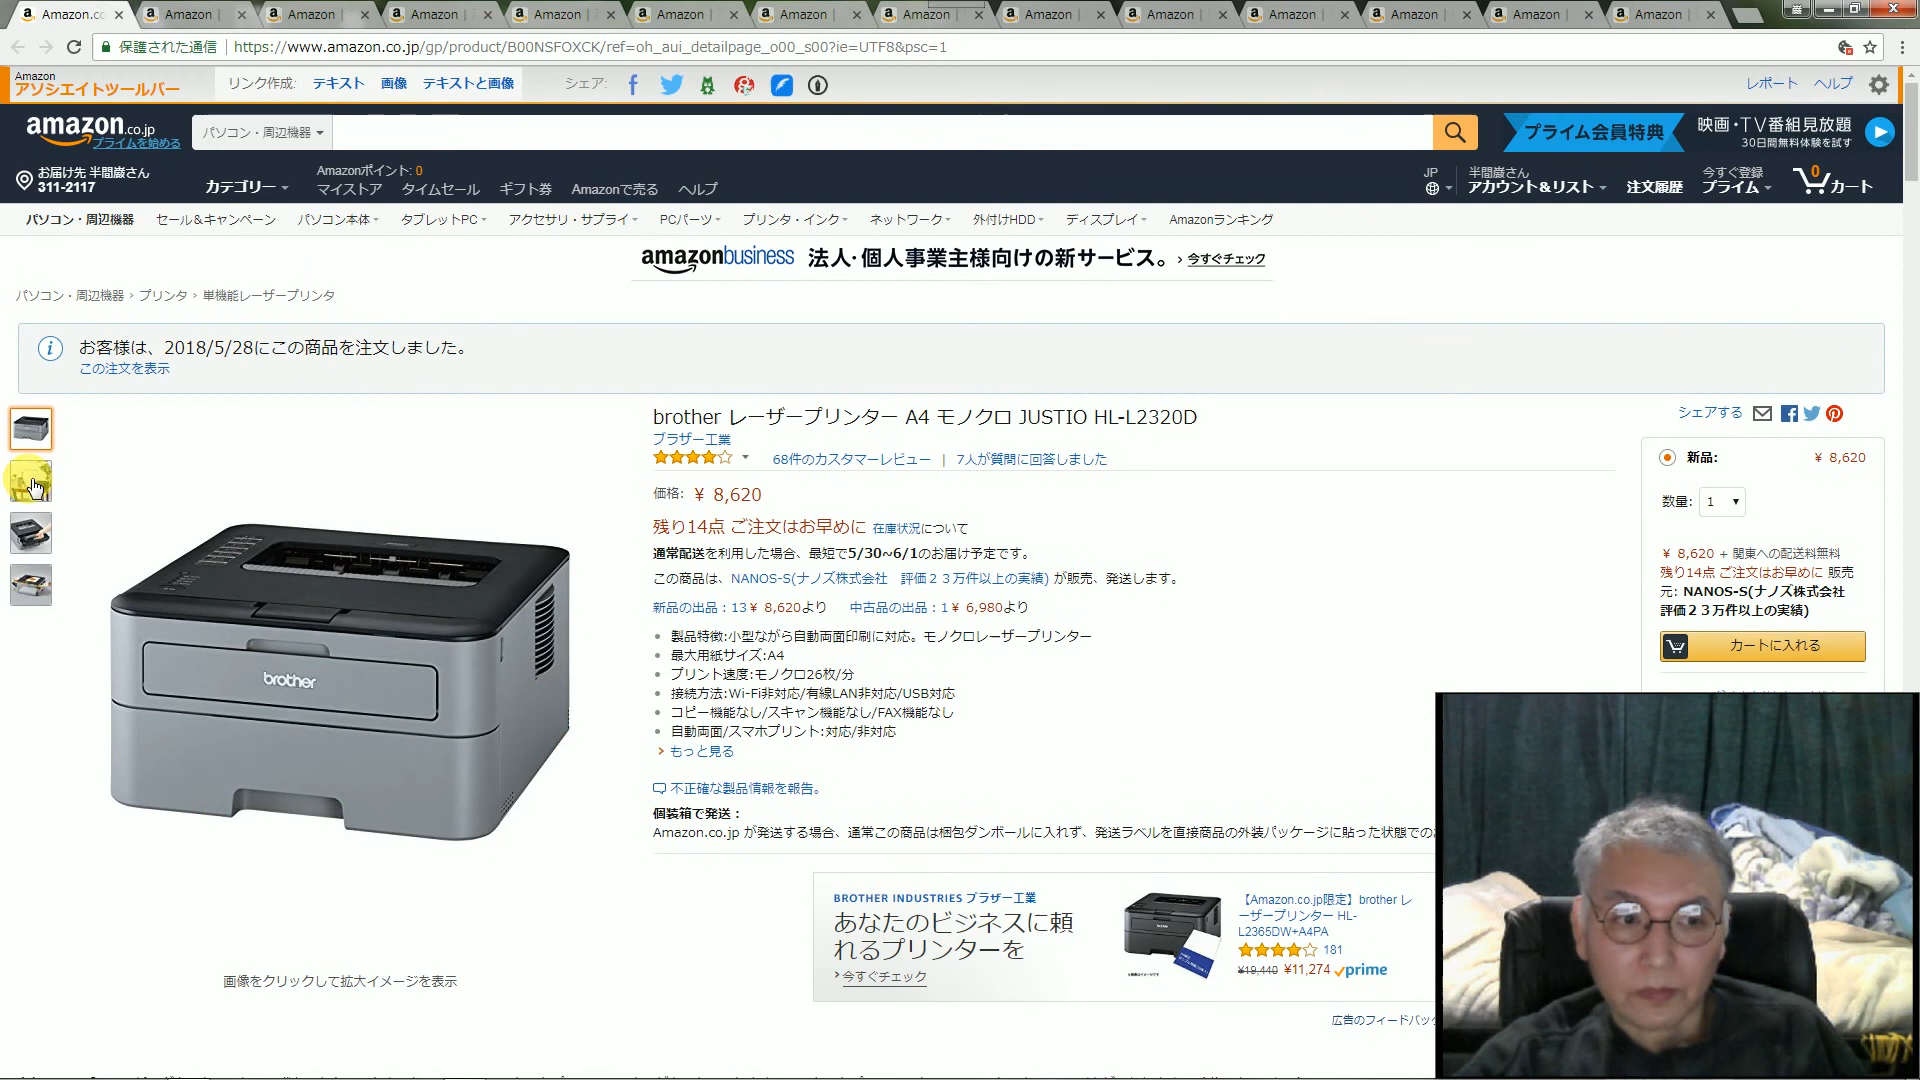 Amazon.c
Amazon |
Amazon |
Amazon |
Amazon |
Amazon |
Amazon |
Amazon |
Amazon |
Amazon |
Amazon |
Amazon |
Amazon |
Amazon |
保護された通信 | https://www.amazon.co.jp/gp/product/B00NSFOXCK/ref=oh_aui_detailpage_o00_s00?ie=UTF8&psc=1
Amazon
アソシエイトツールバー
リンク作成: テキスト 画像 テキストと画像 シェア:
レポート ヘルプ
amazon.co.jp
プライムを始める
パソコン・周辺機器
プライム会員特典
映画・TV番組見放題
30日間無料体験を試す
お届け先 半間巌さん
311-2117
カテゴリー
Amazonポイント: 0
マイストア タイムセール ギフト券 Amazonで売る ヘルプ
JP
半間巌さん
アカウント&リスト
注文履歴
今すぐ登録
プライム
0
カート
パソコン・周辺機器 セール&キャンペーン パソコン本体 タブレットPC アクセサリ・サプライ PCパーツ プリンタ・インク ネットワーク 外付けHDD ディスプレイ Amazonランキング
amazonbusiness 法人・個人事業主様向けの新サービス。 › 今すぐチェック
パソコン・周辺機器 › プリンタ › 単機能レーザープリンタ
お客様は、2018/5/28にこの商品を注文しました。
この注文を表示
brother レーザープリンター A4 モノクロ JUSTIO HL-L2320D
ブラザー工業
68件のカスタマーレビュー | 7人が質問に回答しました
価格: ¥ 8,620
残り14点 ご注文はお早めに 在庫状況について
通常配送を利用した場合、最短で5/30~6/1のお届け予定です。
この商品は、NANOS-S(ナノズ株式会社 評価２３万件以上の実績) が販売、発送します。
新品の出品：13¥ 8,620より 中古品の出品：1¥ 6,980より
製品特徴:小型ながら自動両面印刷に対応。モノクロレーザープリンター
最大用紙サイズ:A4
プリント速度:モノクロ26枚/分
接続方法:Wi-Fi非対応/有線LAN非対応/USB対応
コピー機能なし/スキャン機能なし/FAX機能なし
自動両面/スマホプリント:対応/非対応
› もっと見る
不正確な製品情報を報告。
個装箱で発送：
Amazon.co.jp が発送する場合、通常この商品は梱包ダンボールに入れず、発送ラベルを直接商品の外装パッケージに貼った状態での
brother
画像をクリックして拡大イメージを表示
シェアする
新品: ¥ 8,620
数量: 1
¥ 8,620 + 関東への配送料無料
残り14点 ご注文はお早めに 販売
元: NANOS-S(ナノズ株式会社
評価２３万件以上の実績)
カートに入れる
BROTHER INDUSTRIES ブラザー工業
あなたのビジネスに頼
れるプリンターを
› 今すぐチェック
【Amazon.co.jp限定】brother レ
ーザープリンター HL-
L2365DW+A4PA
181
¥19,440 ¥11,274 prime
広告のフィードバッ